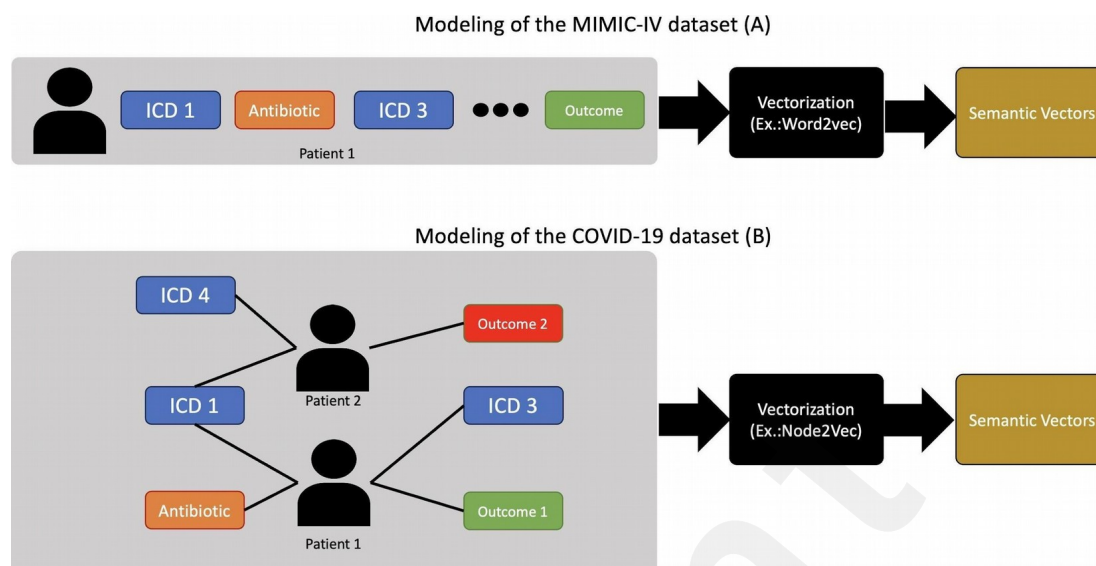 Modeling of the MIMIC-IV dataset (A)
ICD 1
Antibiotic
ICD 3
Outcome
Patient 1
Vectorization
(Ex.:Word2vec)
Semantic Vectors
Modeling of the COVID-19 dataset (B)
ICD 4
Outcome 2
Patient 2
ICD 1
ICD 3
Antibiotic
Outcome 1
Patient 1
Vectorization
(Ex.:Node2Vec)
Semantic Vectors